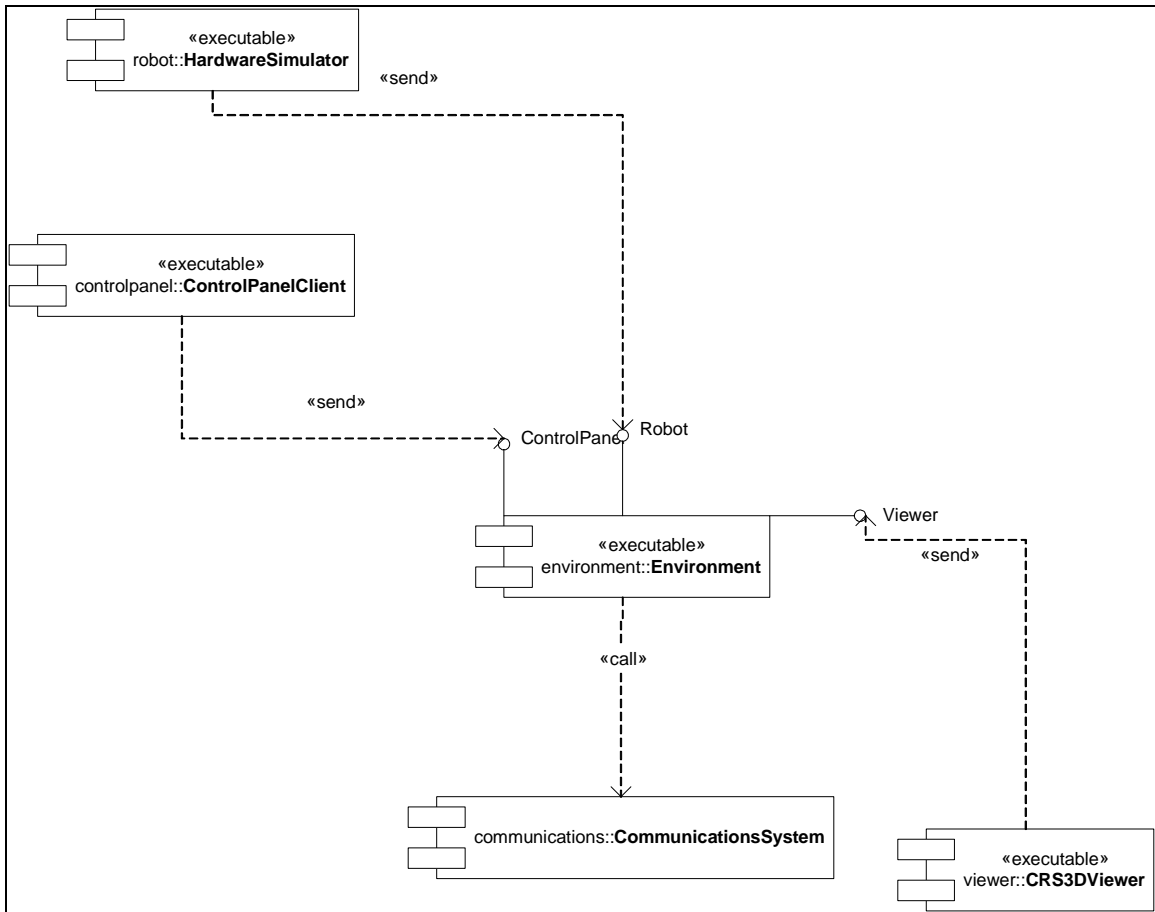 «executable»
robot::HardwareSimulator
«send»
«executable»
controlpanel::ControlPanelClient
«send»
ControlPanel
Robot
Viewer
«executable»
environment::Environment
«send»
«call»
communications::CommunicationsSystem
«executable»
viewer::CRS3DViewer